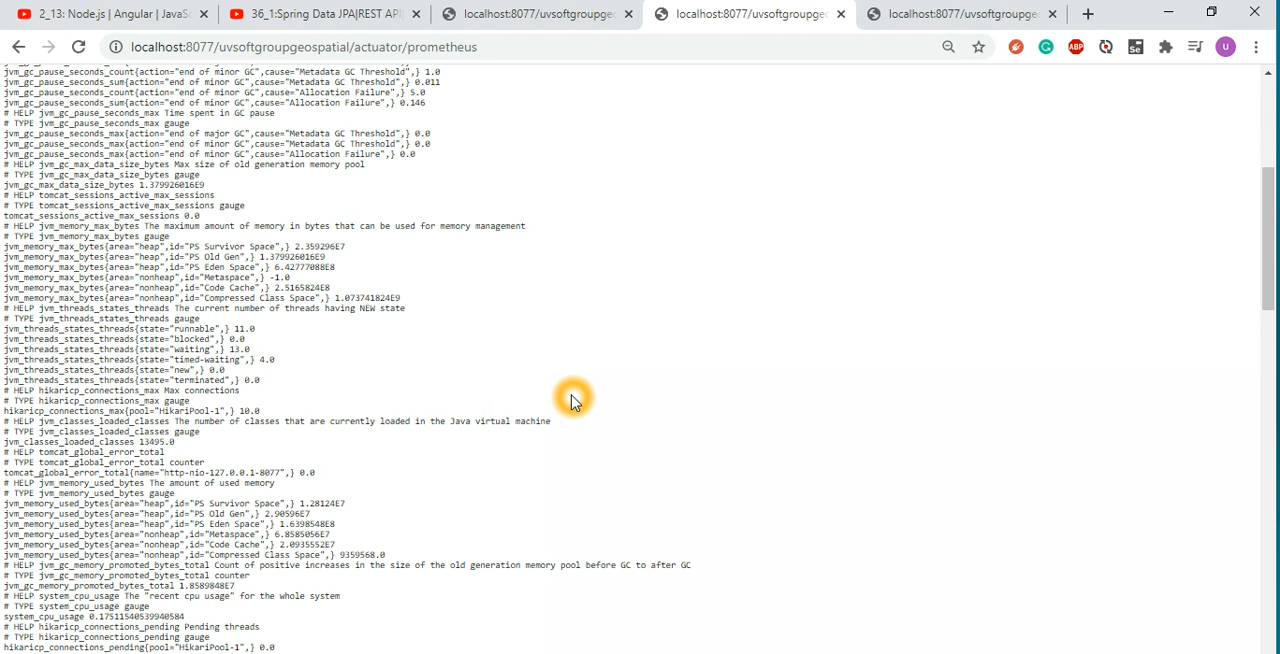 2_13: Node.js | Angular | JavaSc
36_1:Spring Data JPA|REST API|
localhost:8077/uvsoftgroupgeo
localhost:8077/uvsoftgroupgeosp
localhost:8077/uvsoftgroupgeosp
localhost:8077/uvsoftgroupgeospatial/actuator/prometheus
ABP
Se
U
jvm_gc_pause_seconds_count{action="end of minor GC",cause="Metadata GC Threshold",} 1.0
jvm_gc_pause_seconds_sum{action="end of minor GC",cause="Metadata GC Threshold",} 0.011
jvm_gc_pause_seconds_count{action="end of minor GC",cause="Allocation Failure",} 5.0
jvm_gc_pause_seconds_sum{action="end of minor GC",cause="Allocation Failure",} 0.146
# HELP jvm_gc_pause_seconds_max Time spent in GC pause
# TYPE jvm_gc_pause_seconds_max gauge
jvm_gc_pause_seconds_max{action="end of major GC",cause="Metadata GC Threshold",} 0.0
jvm_gc_pause_seconds_max{action="end of minor GC",cause="Metadata GC Threshold",} 0.0
jvm_gc_pause_seconds_max{action="end of minor GC",cause="Allocation Failure",} 0.0
# HELP jvm_gc_max_data_size_bytes Max size of old generation memory pool
# TYPE jvm_gc_max_data_size_bytes gauge
jvm_gc_max_data_size_bytes 1.379926016E9
# HELP tomcat_sessions_active_max_sessions
# TYPE tomcat_sessions_active_max_sessions gauge
tomcat_sessions_active_max_sessions 0.0
# HELP jvm_memory_max_bytes The maximum amount of memory in bytes that can be used for memory management
# TYPE jvm_memory_max_bytes gauge
jvm_memory_max_bytes{area="heap",id="PS Survivor Space",} 2.359296E7
jvm_memory_max_bytes{area="heap",id="PS Old Gen",} 1.379926016E9
jvm_memory_max_bytes{area="heap",id="PS Eden Space",} 6.42777088E8
jvm_memory_max_bytes{area="nonheap",id="Metaspace",} -1.0
jvm_memory_max_bytes{area="nonheap",id="Code Cache",} 2.5165824E8
jvm_memory_max_bytes{area="nonheap",id="Compressed Class Space",} 1.073741824E9
# HELP jvm_threads_states_threads The current number of threads having NEW state
# TYPE jvm_threads_states_threads gauge
jvm_threads_states_threads{state="runnable",} 11.0
jvm_threads_states_threads{state="blocked",} 0.0
jvm_threads_states_threads{state="waiting",} 13.0
jvm_threads_states_threads{state="timed-waiting",} 4.0
jvm_threads_states_threads{state="new",} 0.0
jvm_threads_states_threads{state="terminated",} 0.0
# HELP hikaricp_connections_max Max connections
# TYPE hikaricp_connections_max gauge
hikaricp_connections_max{pool="HikariPool-1",} 10.0
# HELP jvm_classes_loaded_classes The number of classes that are currently loaded in the Java virtual machine
# TYPE jvm_classes_loaded_classes gauge
jvm_classes_loaded_classes 13495.0
# HELP tomcat_global_error_total
# TYPE tomcat_global_error_total counter
tomcat_global_error_total{name="http-nio-127.0.0.1-8077",} 0.0
# HELP jvm_memory_used_bytes The amount of used memory
# TYPE jvm_memory_used_bytes gauge
jvm_memory_used_bytes{area="heap",id="PS Survivor Space",} 1.28124E7
jvm_memory_used_bytes{area="heap",id="PS Old Gen",} 2.90596E7
jvm_memory_used_bytes{area="heap",id="PS Eden Space",} 1.6398548E8
jvm_memory_used_bytes{area="nonheap",id="Metaspace",} 6.8585056E7
jvm_memory_used_bytes{area="nonheap",id="Code Cache",} 2.0935552E7
jvm_memory_used_bytes{area="nonheap",id="Compressed Class Space",} 9359568.0
# HELP jvm_gc_memory_promoted_bytes_total Count of positive increases in the size of the old generation memory pool before GC to after GC
# TYPE jvm_gc_memory_promoted_bytes_total counter
jvm_gc_memory_promoted_bytes_total 1.8589848E7
# HELP system_cpu_usage The "recent cpu usage" for the whole system
# TYPE system_cpu_usage gauge
system_cpu_usage 0.17511540539940584
# HELP hikaricp_connections_pending Pending threads
# TYPE hikaricp_connections_pending gauge
hikaricp_connections_pending{pool="HikariPool-1",} 0.0